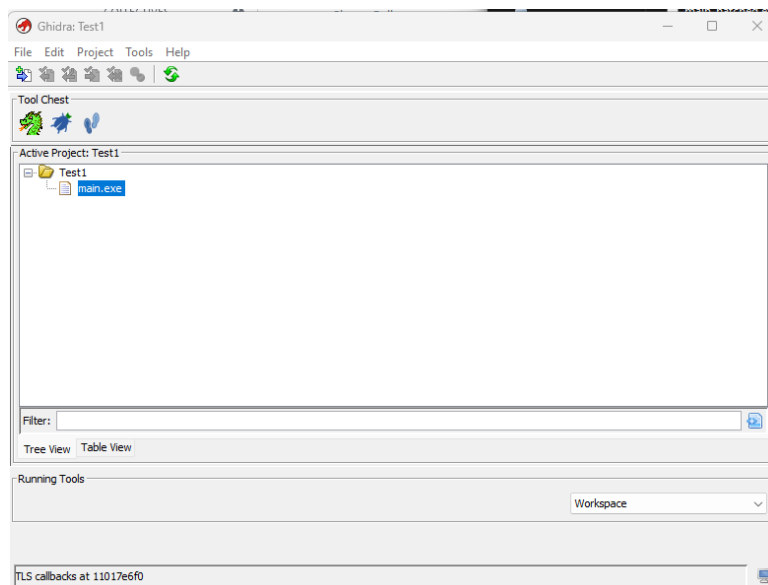 Ghidra: Test1
File Edit Project Tools Help
Tool Chest
Active Project: Test1
Test1
main.exe
Filter:
Tree View Table View
Running Tools
Workspace
TLS callbacks at 11017e6f0